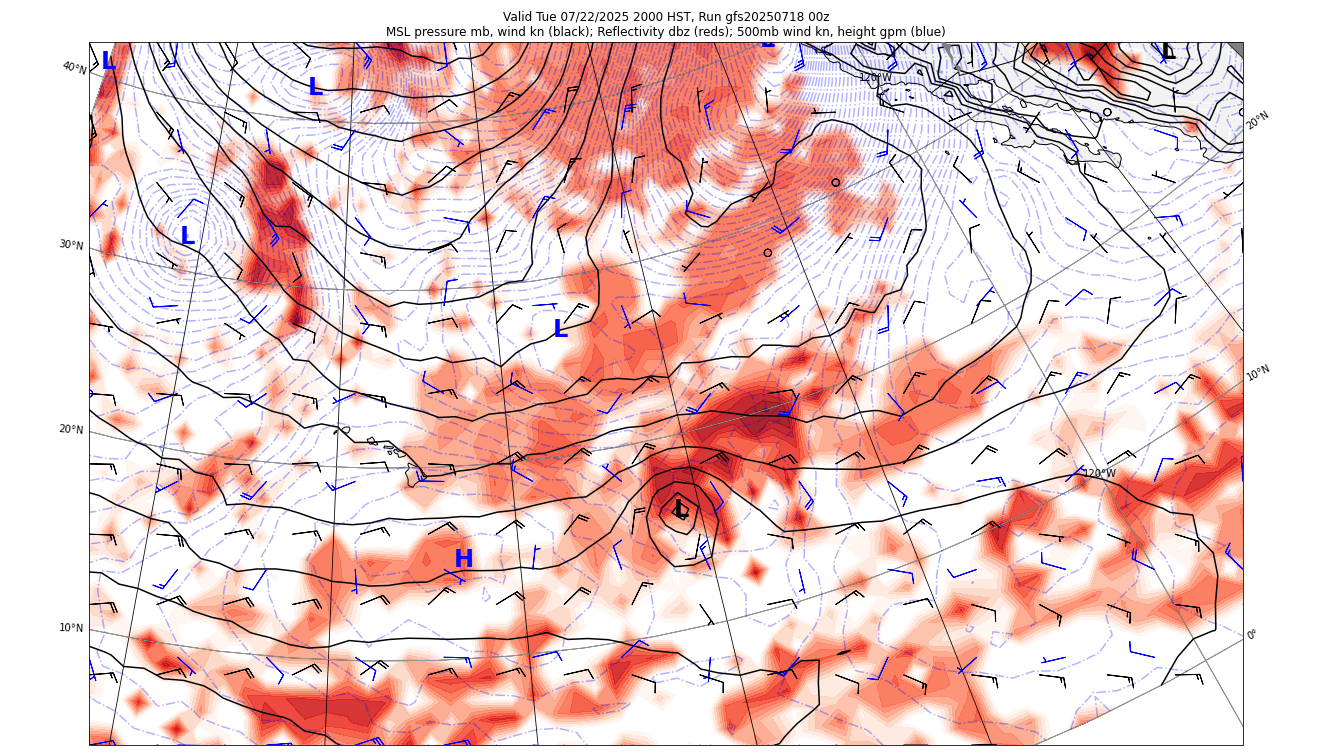 Valid Tue 07/22/2025 2000 HST, Run gfs20250718 00z
MSL pressure mb, wind kn (black); Reflectivity dbz (reds); 500mb wind kn, height gpm (blue)
L
L
L
L
40°N
120°W
20°N
L
30°N
L
10°N
20°N
120°W
L
H
10°N
0°